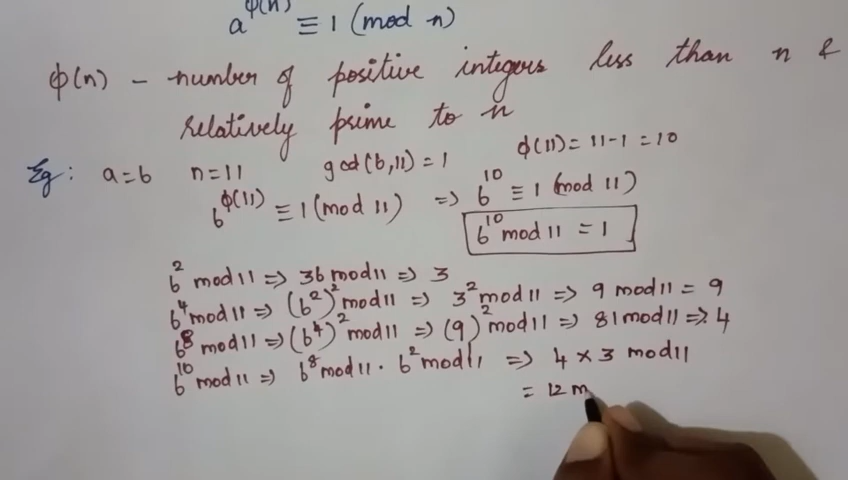 a^φ(n) ≡ 1 (mod n)
φ(n) - number of positive integers less than n &
relatively prime to n
Eg: a=6 n=11 gcd(6,11)=1 φ(11)=11-1=10
6^φ(11) ≡ 1 (mod 11) => 6^10 ≡ 1 (mod 11)
6^10 mod 11 = 1
6^2 mod 11 => 36 mod 11 => 3
6^4 mod 11 => (6^2)^2 mod 11 => 3^2 mod 11 => 9 mod 11 = 9
6^8 mod 11 => (6^4)^2 mod 11 => (9)^2 mod 11 => 81 mod 11 => 4
6^10 mod 11 => 6^8 mod 11 . 6^2 mod 11 => 4 × 3 mod 11
= 12 m